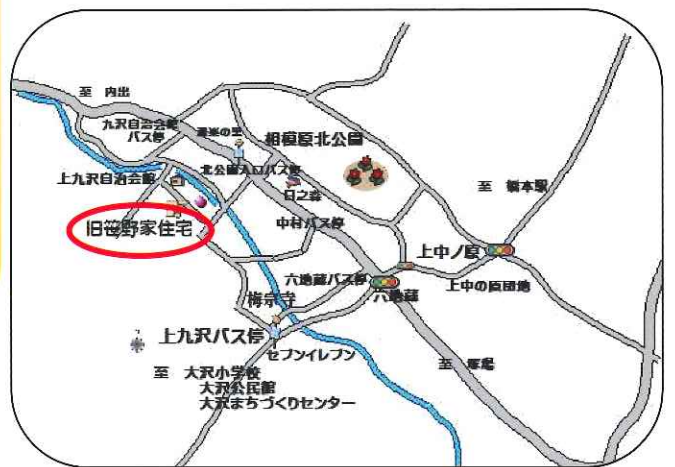 至 内出
九沢自治会館
バス停
相模原北公園
北公園入口バス停
上九沢自治会館
日之森
至 橋本駅
旧笹野家住宅
中村バス停
上中ノ原
六地蔵バス停
上中の原団地
梅宗寺
六地蔵
上九沢バス停
セブンイレブン
至 大沢小学校
大沢公民館
大沢まちづくりセンター
至 塚場